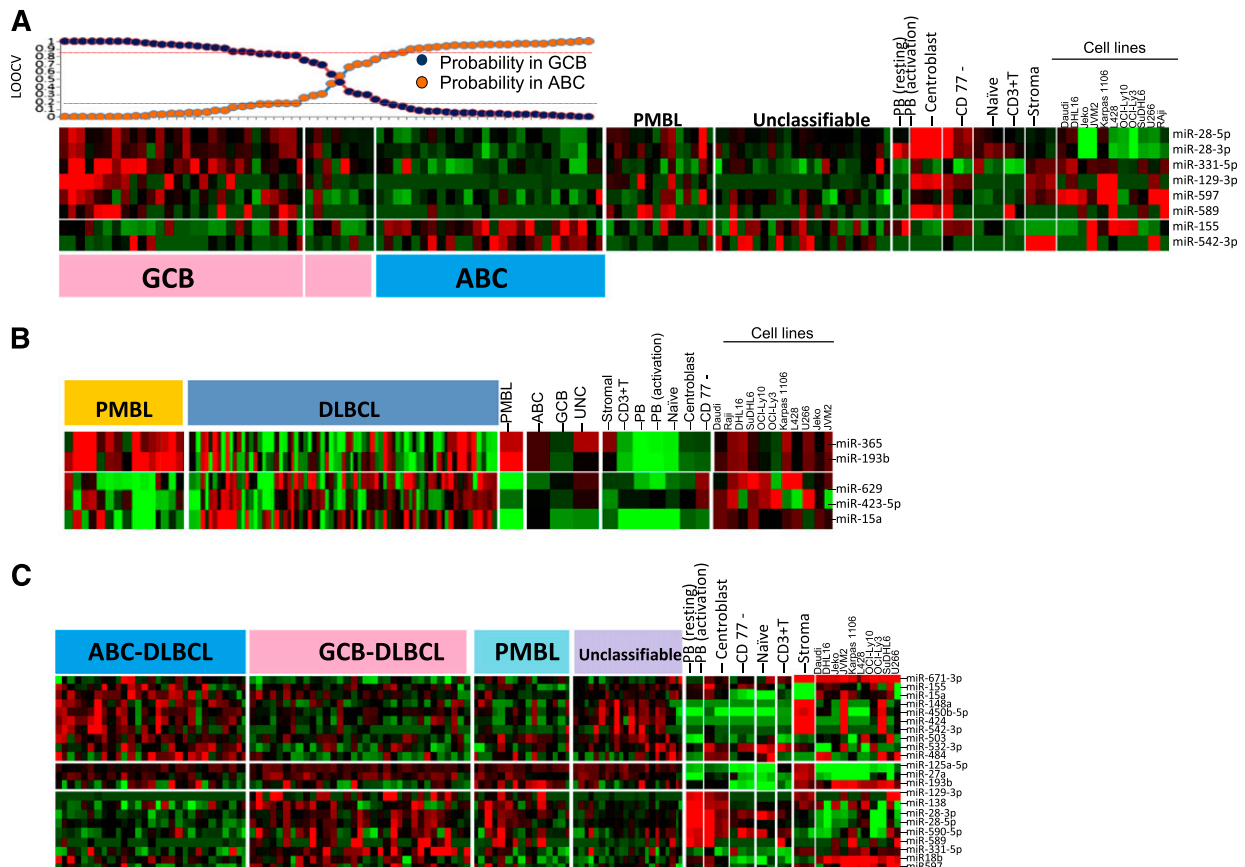 A
1
0.9
0.8
0.7
0.6
0.5
0.4
0.3
0.2
0.1
0
LOOCV
Probability in GCB
Probability in ABC
PMBL
Unclassifiable
PB (resting)
PB (activation)
Centroblast
CD 77 -
Naïve
CD3+T
Stroma
Cell lines
Daudi
DHL16
Jeko
JVM2
Karpas 1106
L428
OCI-Ly10
OCI-Ly3
SuDHL6
U266
RAji
miR-28-5p
miR-28-3p
miR-331-5p
miR-129-3p
miR-597
miR-589
miR-155
miR-542-3p
GCB
ABC
B
PMBL
DLBCL
PMBL
ABC
GCB
UNC
Stromal
CD3+T
PB
PB (activation)
Naïve
Centroblast
CD 77 -
Cell lines
Daudi
Raji
DHL16
SuDHL6
OCI-Ly10
OCI-Ly3
Karpas 1106
L428
U266
Jeko
JVM2
miR-365
miR-193b
miR-629
miR-423-5p
miR-15a
C
ABC-DLBCL
GCB-DLBCL
PMBL
Unclassifiable
PB (resting)
PB (activation)
Centroblast
CD 77 -
Naïve
CD3+T
Stroma
Daudi
DHL16
Jeko
JVM2
Karpas 1106
L428
OCI-Ly10
OCI-Ly3
SuDHL6
U266
miR-671-3p
miR-155
miR-15a
miR-148a
miR-450b-5p
miR-424
miR-542-3p
miR-503
miR-532-3p
miR-484
miR-125a-5p
miR-27a
miR-193b
miR-129-3p
miR-138
miR-28-3p
miR-28-5p
miR-590-5p
miR-589
miR-331-5p
miR18b
miR597